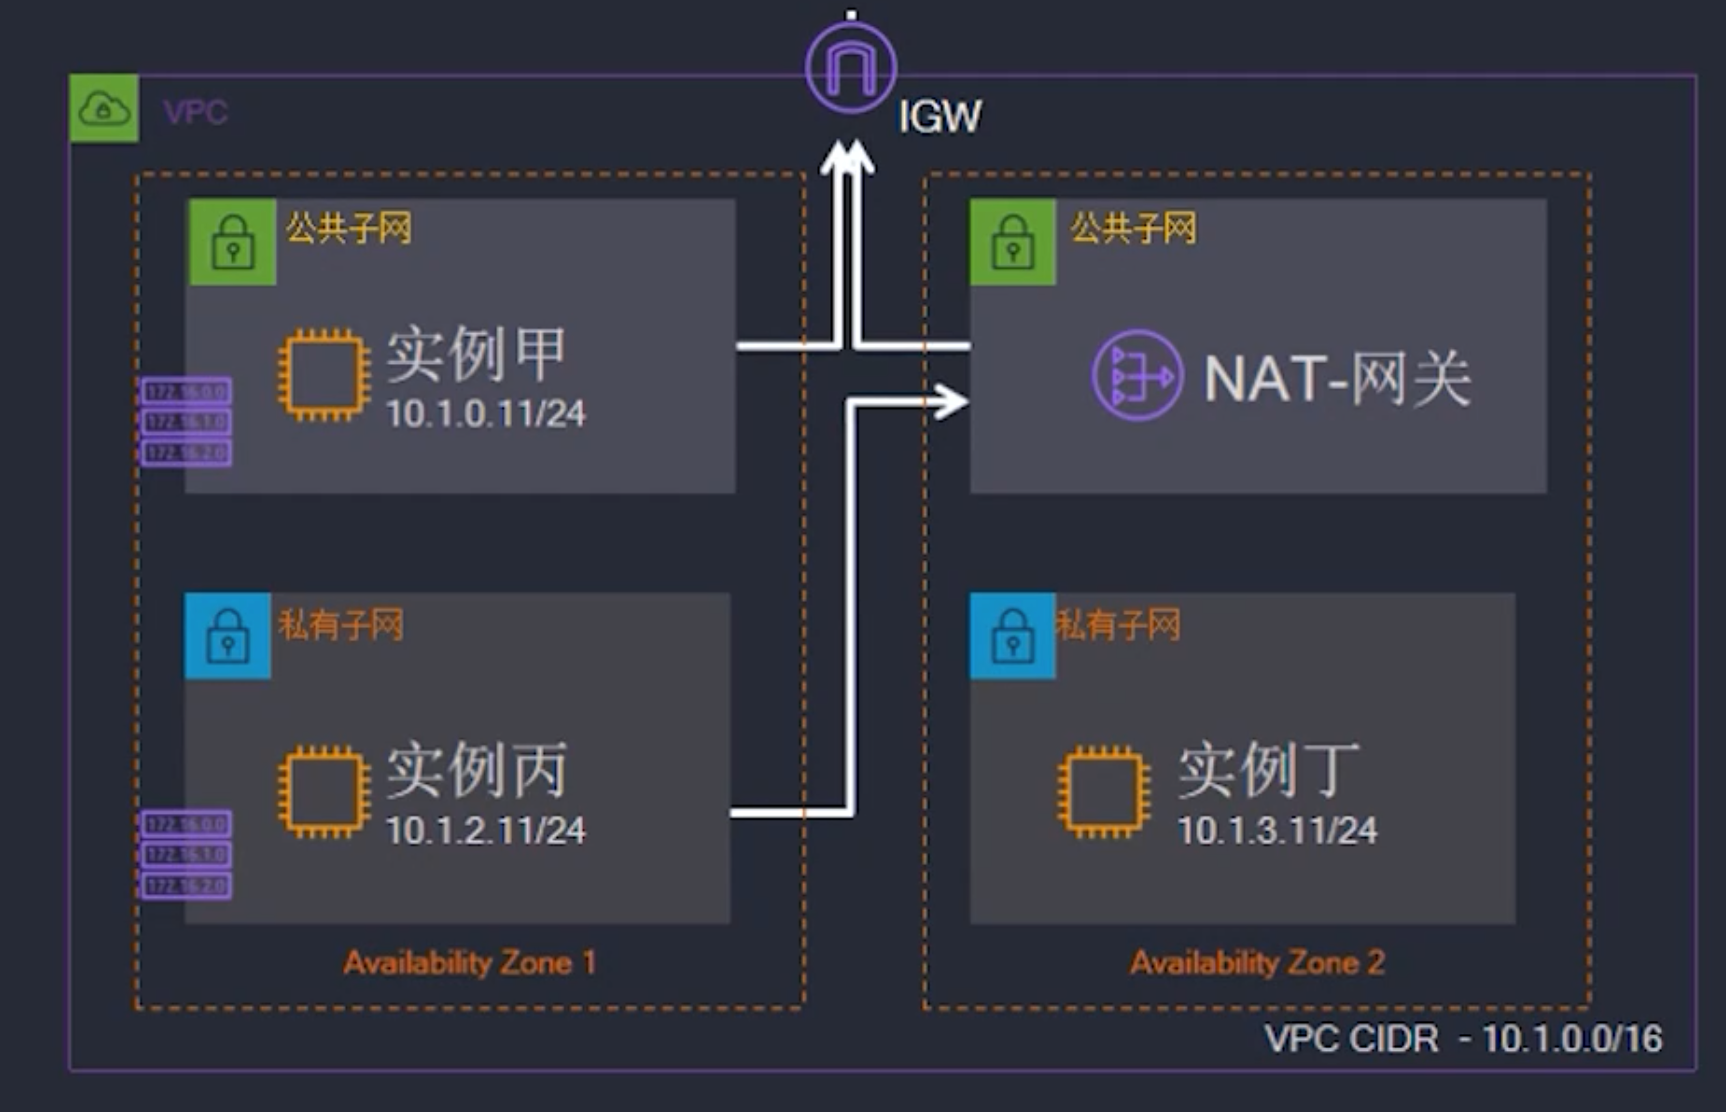 IGW
VPC
公共子网
公共子网
实例甲
10.1.0.11/24
NAT-网关
172.16.0.0
172.16.1.0
172.16.2.0
私有子网
私有子网
实例丙
10.1.2.11/24
实例丁
10.1.3.11/24
172.16.0.0
172.16.1.0
172.16.2.0
Availability Zone 1
Availability Zone 2
VPC CIDR - 10.1.0.0/16